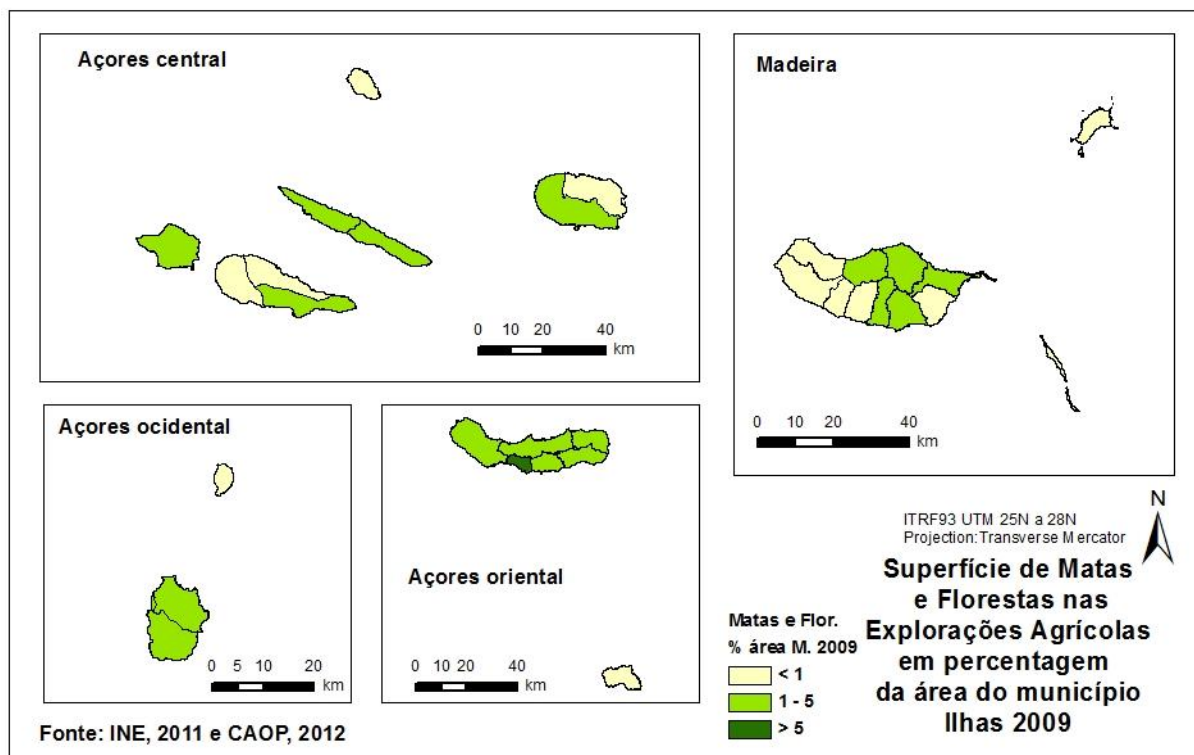 Açores central
0 10 20 40
km
Madeira
0 10 20 40
km
Açores ocidental
0 5 10 20
km
Açores oriental
0 10 20 40
km
Fonte: INE, 2011 e CAOP, 2012
Matas e Flor.
% área M. 2009
< 1
1 - 5
> 5
N
ITRF93 UTM 25N a 28N
Projection:Transverse Mercator
Superfície de Matas
e Florestas nas
Explorações Agrícolas
em percentagem
da área do município
Ilhas 2009